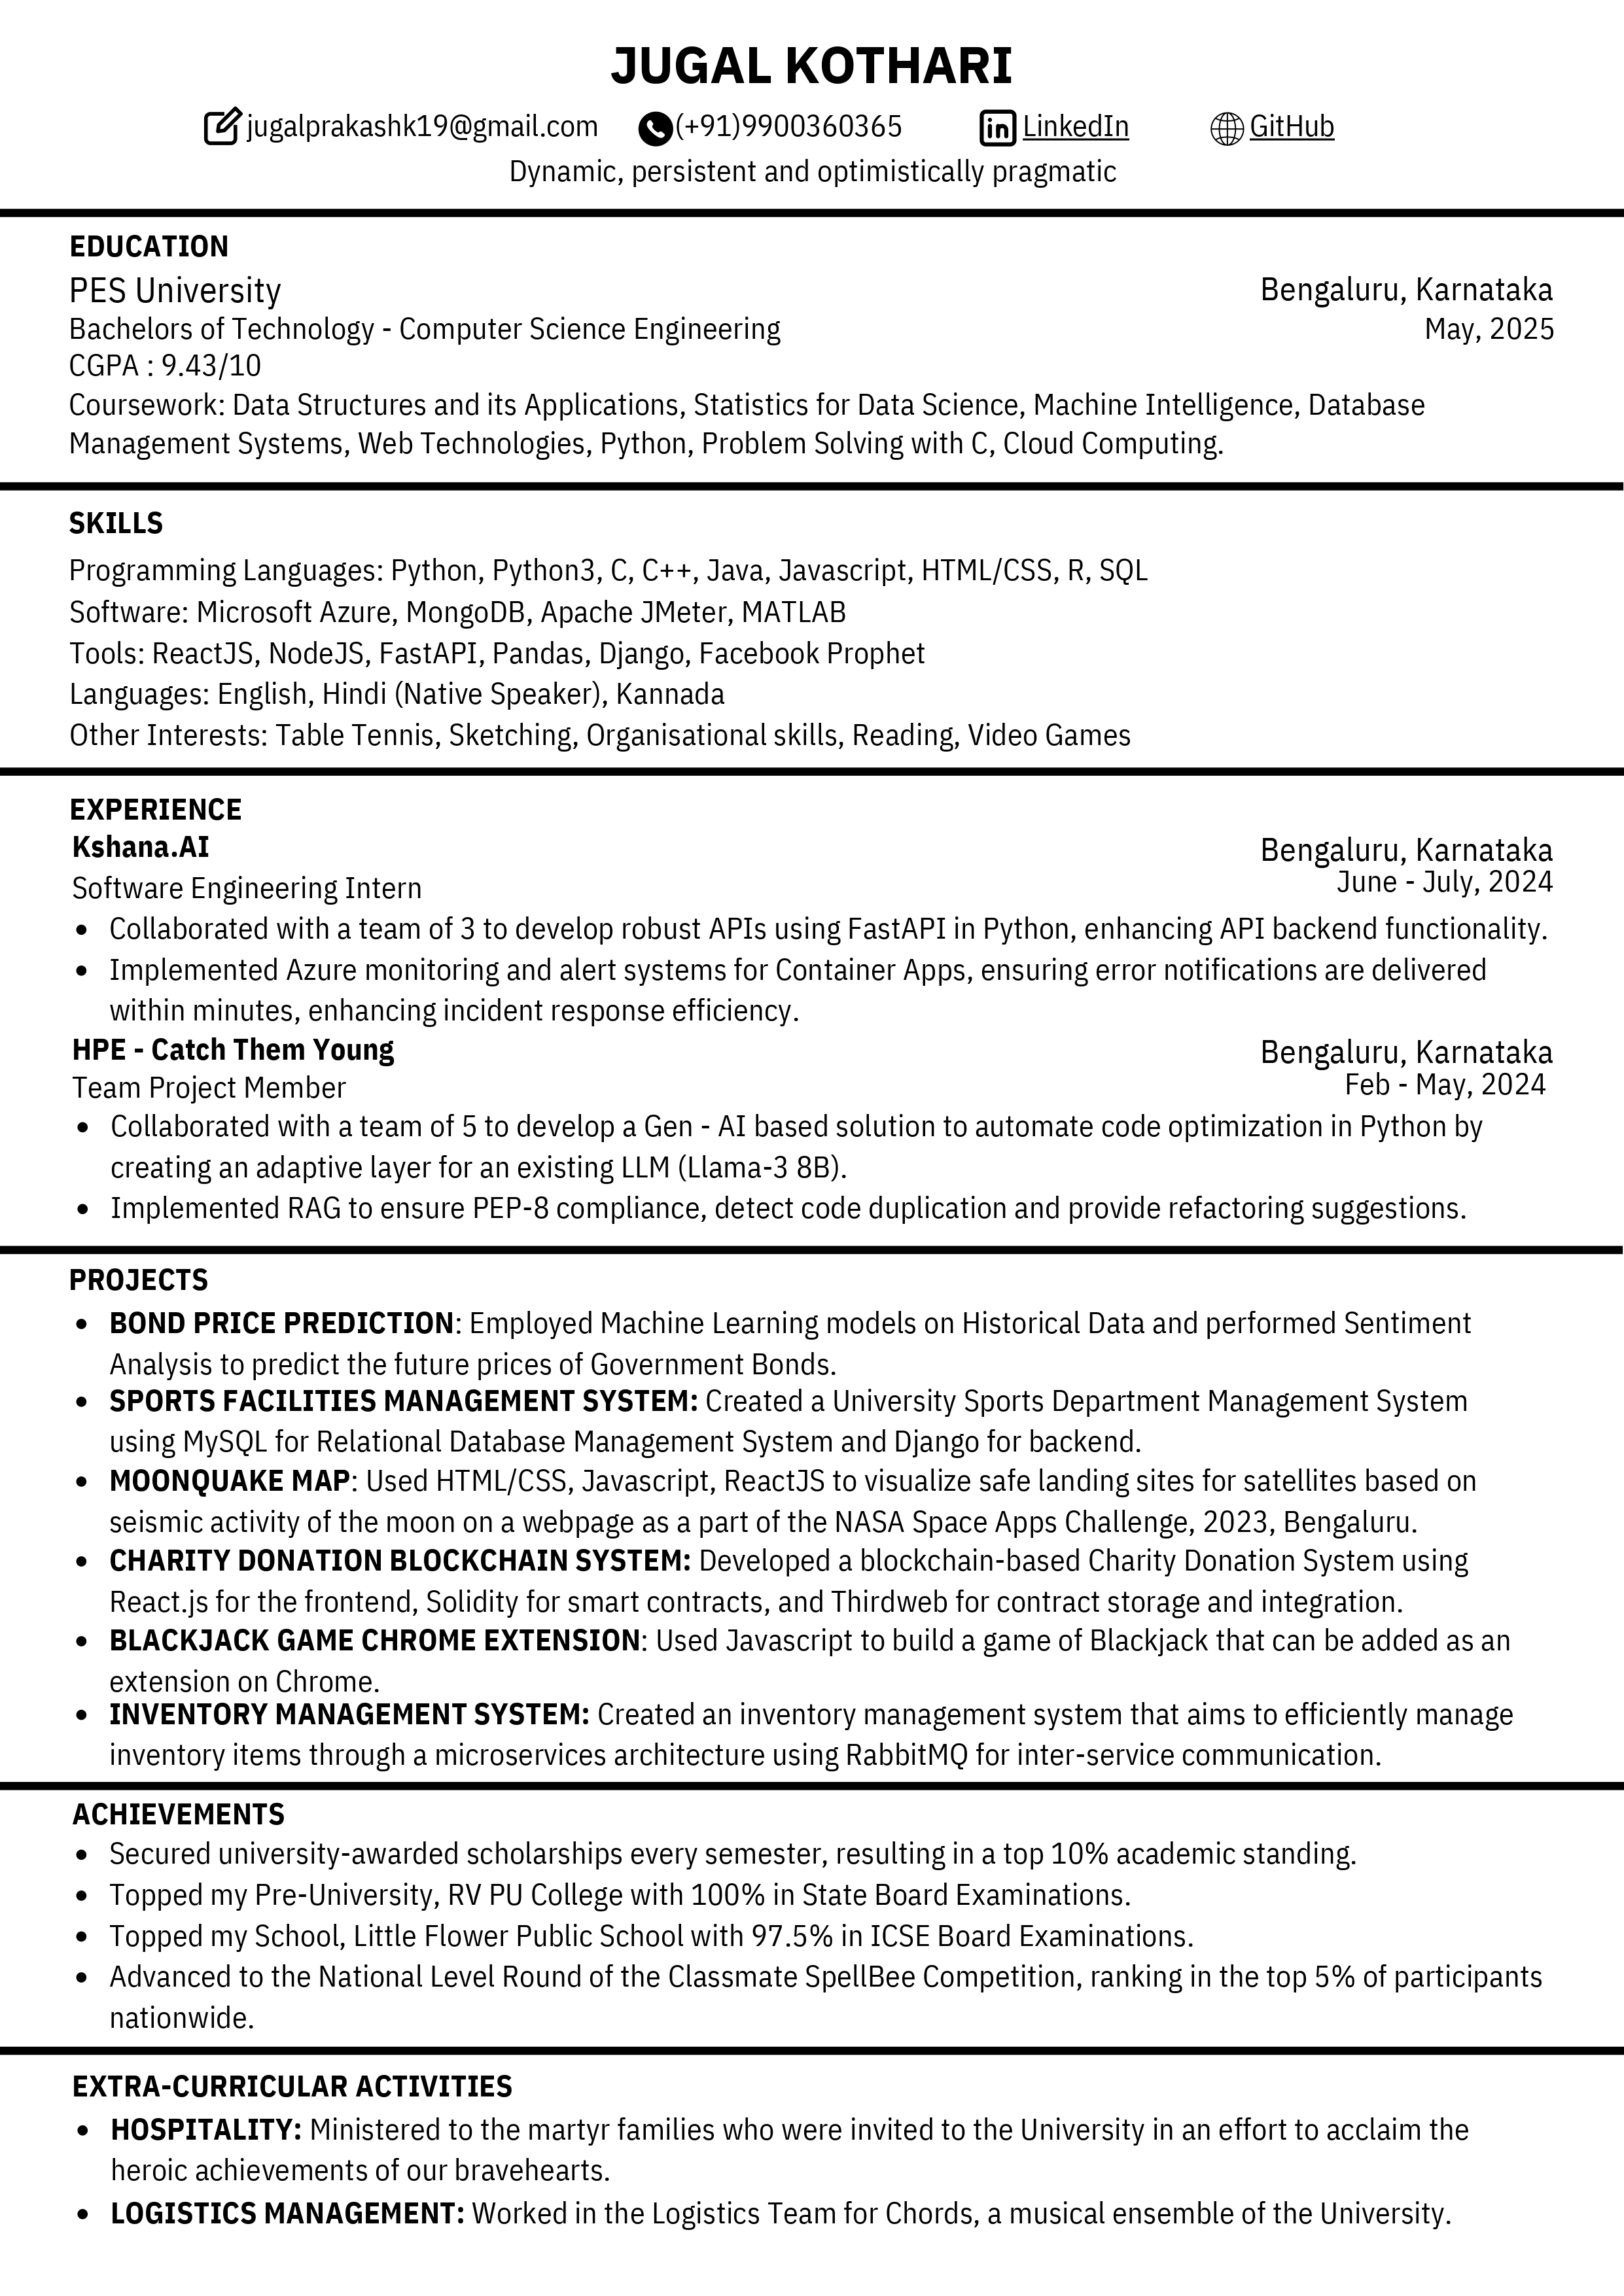 JUGAL KOTHARI
jugalprakashk19@gmail.com (+91)9900360365 LinkedIn GitHub
Dynamic, persistent and optimistically pragmatic
EDUCATION
PES University Bengaluru, Karnataka
Bachelors of Technology - Computer Science Engineering May, 2025
CGPA : 9.43/10
Coursework: Data Structures and its Applications, Statistics for Data Science, Machine Intelligence, Database
Management Systems, Web Technologies, Python, Problem Solving with C, Cloud Computing.
SKILLS
Programming Languages: Python, Python3, C, C++, Java, Javascript, HTML/CSS, R, SQL
Software: Microsoft Azure, MongoDB, Apache JMeter, MATLAB
Tools: ReactJS, NodeJS, FastAPI, Pandas, Django, Facebook Prophet
Languages: English, Hindi (Native Speaker), Kannada
Other Interests: Table Tennis, Sketching, Organisational skills, Reading, Video Games
EXPERIENCE
Kshana.AI Bengaluru, Karnataka
Software Engineering Intern June - July, 2024
• Collaborated with a team of 3 to develop robust APIs using FastAPI in Python, enhancing API backend functionality.
• Implemented Azure monitoring and alert systems for Container Apps, ensuring error notifications are delivered
within minutes, enhancing incident response efficiency.
HPE - Catch Them Young Bengaluru, Karnataka
Team Project Member Feb - May, 2024
• Collaborated with a team of 5 to develop a Gen - AI based solution to automate code optimization in Python by
creating an adaptive layer for an existing LLM (Llama-3 8B).
• Implemented RAG to ensure PEP-8 compliance, detect code duplication and provide refactoring suggestions.
PROJECTS
• BOND PRICE PREDICTION: Employed Machine Learning models on Historical Data and performed Sentiment
Analysis to predict the future prices of Government Bonds.
• SPORTS FACILITIES MANAGEMENT SYSTEM: Created a University Sports Department Management System
using MySQL for Relational Database Management System and Django for backend.
• MOONQUAKE MAP: Used HTML/CSS, Javascript, ReactJS to visualize safe landing sites for satellites based on
seismic activity of the moon on a webpage as a part of the NASA Space Apps Challenge, 2023, Bengaluru.
• CHARITY DONATION BLOCKCHAIN SYSTEM: Developed a blockchain-based Charity Donation System using
React.js for the frontend, Solidity for smart contracts, and Thirdweb for contract storage and integration.
• BLACKJACK GAME CHROME EXTENSION: Used Javascript to build a game of Blackjack that can be added as an
extension on Chrome.
• INVENTORY MANAGEMENT SYSTEM: Created an inventory management system that aims to efficiently manage
inventory items through a microservices architecture using RabbitMQ for inter-service communication.
ACHIEVEMENTS
• Secured university-awarded scholarships every semester, resulting in a top 10% academic standing.
• Topped my Pre-University, RV PU College with 100% in State Board Examinations.
• Topped my School, Little Flower Public School with 97.5% in ICSE Board Examinations.
• Advanced to the National Level Round of the Classmate SpellBee Competition, ranking in the top 5% of participants
nationwide.
EXTRA-CURRICULAR ACTIVITIES
• HOSPITALITY: Ministered to the martyr families who were invited to the University in an effort to acclaim the
heroic achievements of our bravehearts.
• LOGISTICS MANAGEMENT: Worked in the Logistics Team for Chords, a musical ensemble of the University.